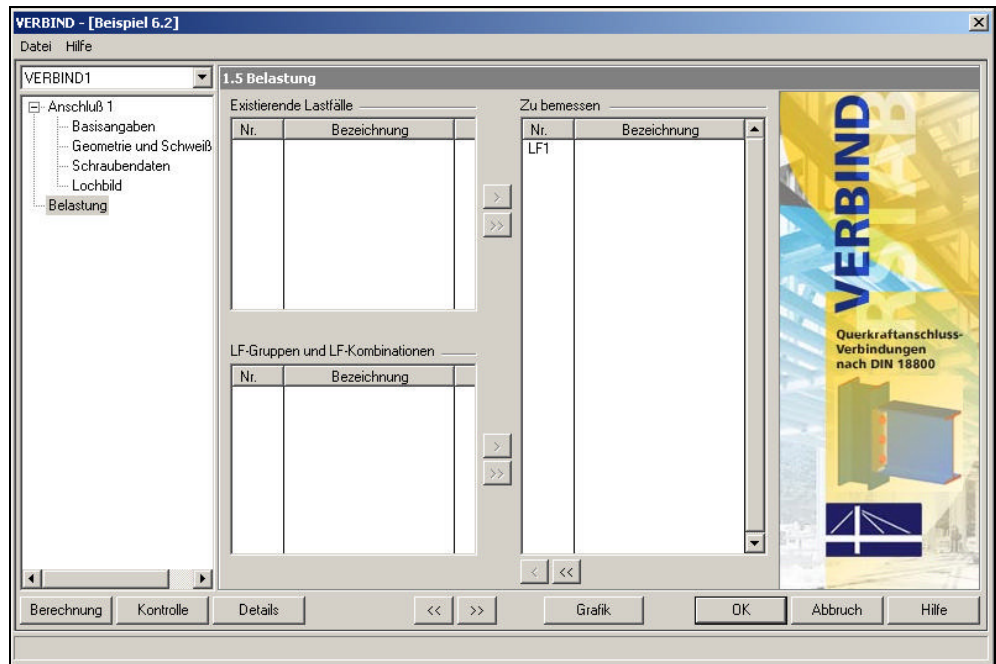 VERBIND - [Beispiel 6.2]
Datei Hilfe
VERBIND1
Anschluß 1
Basisangaben
Geometrie und Schweiß
Schraubendaten
Lochbild
Belastung
1.5 Belastung
Existierende Lastfälle
Nr. Bezeichnung
> 
>>
LF-Gruppen und LF-Kombinationen
Nr. Bezeichnung
>
>>
Zu bemessen
Nr. Bezeichnung
LF1
< <<
VERBIND
RSTAB
Querkraftanschluss-
Verbindungen
nach DIN 18800
Berechnung Kontrolle Details << >> Grafik OK Abbruch Hilfe